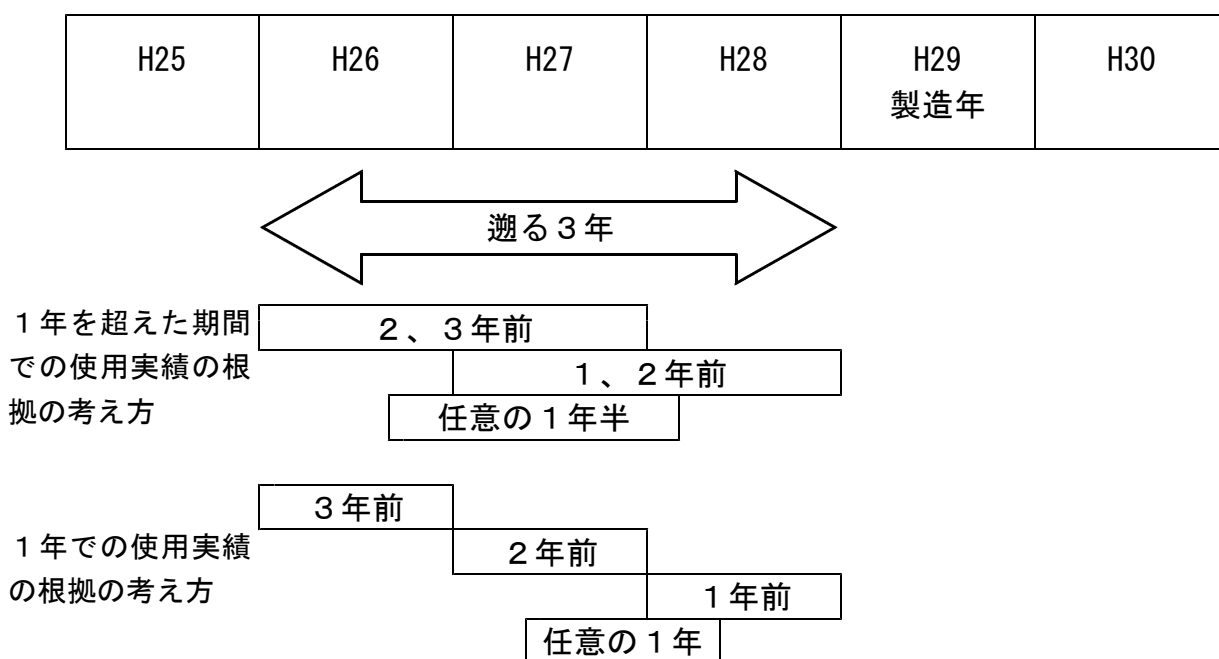 H25 H26 H27 H28 H29 H30
製造年
遡る３年
１年を超えた期間
での使用実績の根
拠の考え方
２、３年前
１、２年前
任意の１年半
１年での使用実績
の根拠の考え方
３年前
２年前
１年前
任意の１年